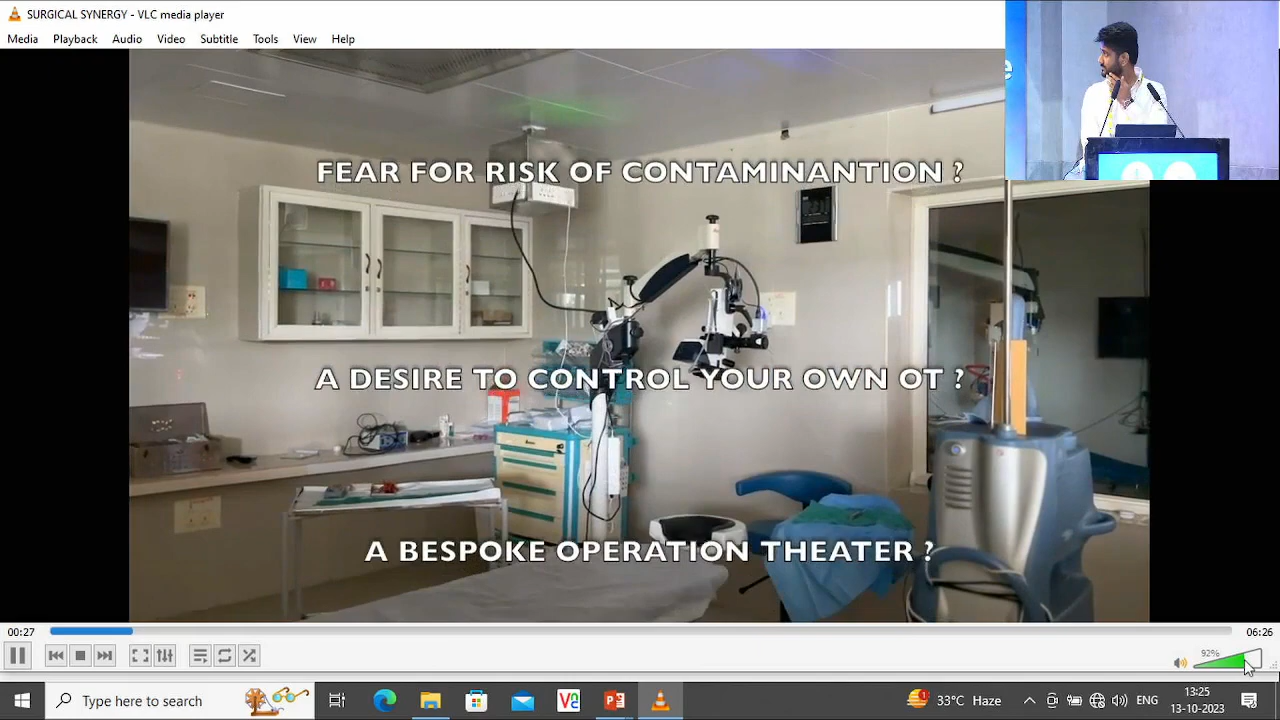 SURGICAL SYNERGY - VLC media player
Media Playback Audio Video Subtitle Tools View Help
e
FEAR FOR RISK OF CONTAMINANTION ?
A DESIRE TO CONTROL YOUR OWN OT ?
A BESPOKE OPERATION THEATER ?
00:27
06:26
92%
Type here to search
33°C Haze
ENG
13:25
13-10-2023